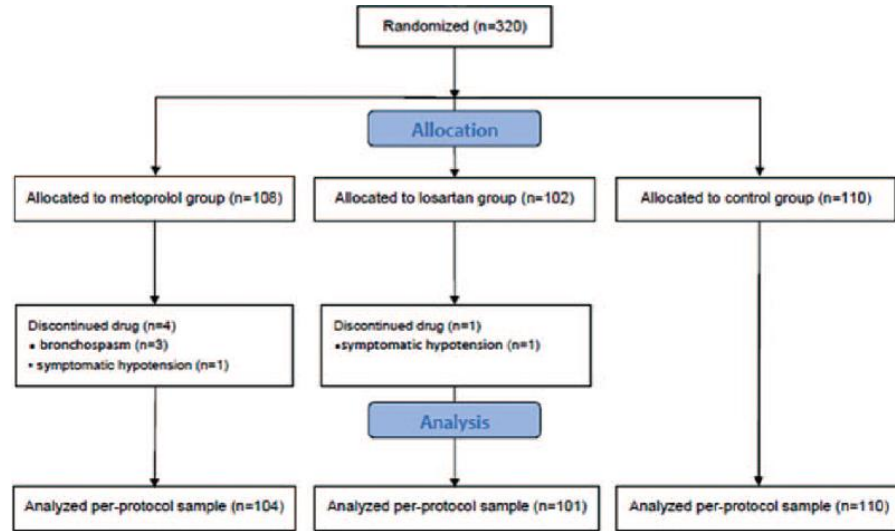 Randomized (n=320)
Allocation
Allocated to metoprolol group (n=108)
Allocated to losartan group (n=102)
Allocated to control group (n=110)
Discontinued drug (n=4)
• bronchospasm (n=3)
• symptomatic hypotension (n=1)
Discontinued drug (n=1)
•symptomatic hypotension (n=1)
Analysis
Analyzed per-protocol sample (n=104)
Analyzed per-protocol sample (n=101)
Analyzed per-protocol sample (n=110)